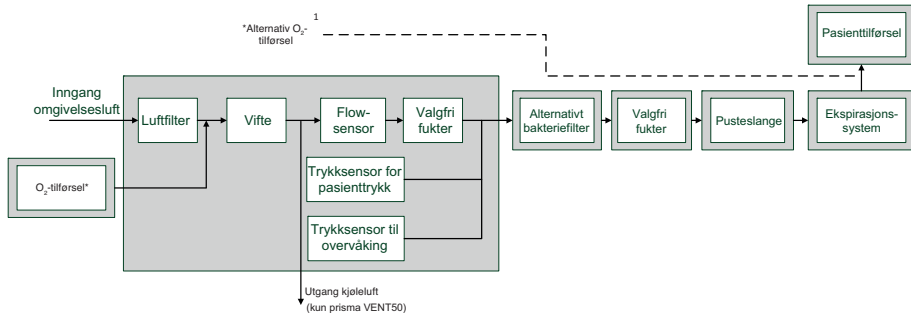 *Alternativ O2-
tilførsel
1
Pasienttilførsel
Inngang
omgivelsesluft
Luftfilter
Vifte
Flow-
sensor
Valgfri
fukter
Alternativt
bakteriefilter
Valgfri
fukter
Pusteslange
Ekspirasjons-
system
Trykksensor for
pasienttrykk
O2-tilførsel*
Trykksensor til
overvåking
Utgang kjøleluft
(kun prisma VENT50)